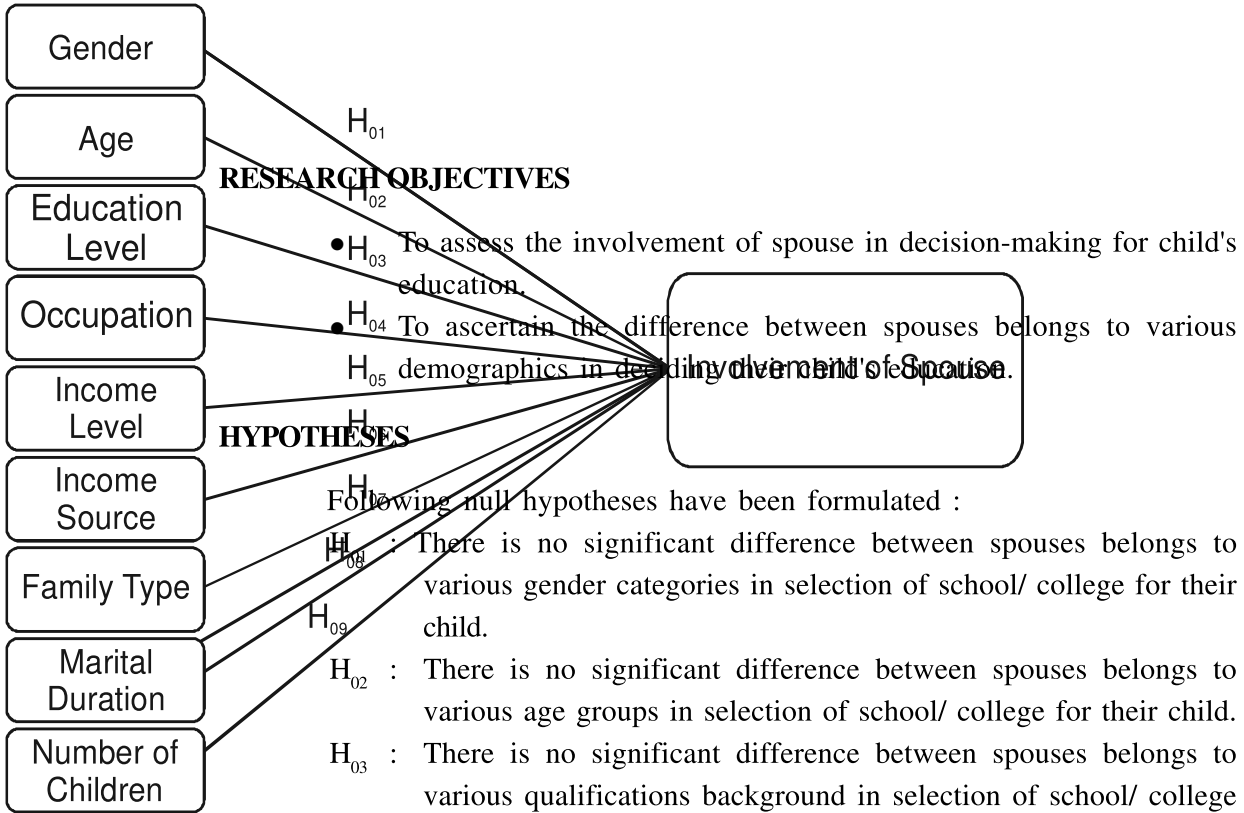 Gender
Age
Education
Level
Occupation
Income
Level
Income
Source
Family Type
Marital
Duration
Number of
Children
H01
H02
H03
H04
H05
H06
H07
H08
H09
Involvement of Spouse
RESEARCH OBJECTIVES
• To assess the involvement of spouse in decision-making for child's
education.
• To ascertain the difference between spouses belongs to various
demographics in deciding their child's education.
HYPOTHESES
Following null hypotheses have been formulated :
H01 : There is no significant difference between spouses belongs to
various gender categories in selection of school/ college for their
child.
H02 : There is no significant difference between spouses belongs to
various age groups in selection of school/ college for their child.
H03 : There is no significant difference between spouses belongs to
various qualifications background in selection of school/ college